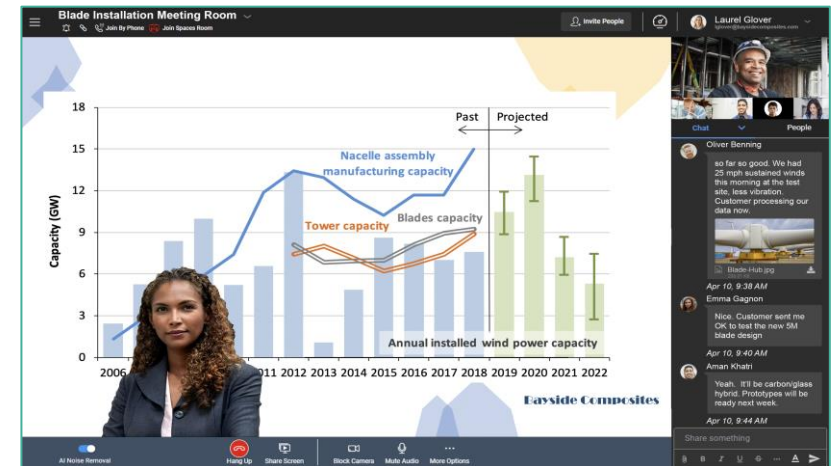 Blade Installation Meeting Room
Join By Phone Join Spaces Room
Invite People
Laurel Glover
lglover@baysidecomposites.com
18
15
12
9
6
3
0
Capacity (GW)
Past Projected
Nacelle assembly
manufacturing capacity
Blades capacity
Tower capacity
Annual installed wind power capacity
2006 011 2012 2013 2014 2015 2016 2017 2018 2019 2020 2021 2022
Bayside Composites
Chat People
Oliver Benning
so far so good. We had
25 mph sustained winds
this morning at the test
site, less vibration.
Customer processing our
data now.
Blade-Hub.jpg
Apr 10, 9:38 AM
Emma Gagnon
Nice. Customer sent me
OK to test the new 5M
blade design
Apr 10, 9:40 AM
Aman Khatri
Yeah. It'll be carbon/glass
hybrid. Prototypes will be
ready next week.
Apr 10, 9:44 AM
Share something
B I U S A
AI Noise Removal
Hang Up Share Screen Block Camera Mute Audio More Options